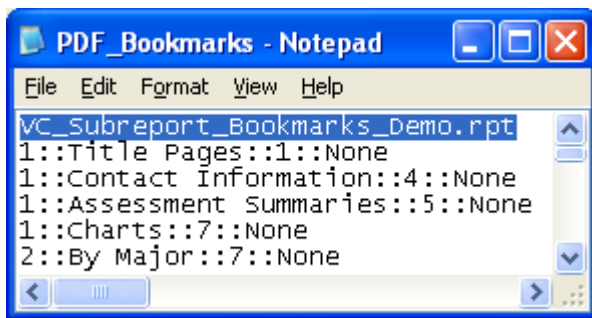 PDF_Bookmarks - Notepad
File Edit Format View Help
VC_Subreport_Bookmarks_Demo.rpt
1::Title Pages::1::None
1::Contact Information::4::None
1::Assessment Summaries::5::None
1::Charts::7::None
2::By Major::7::None